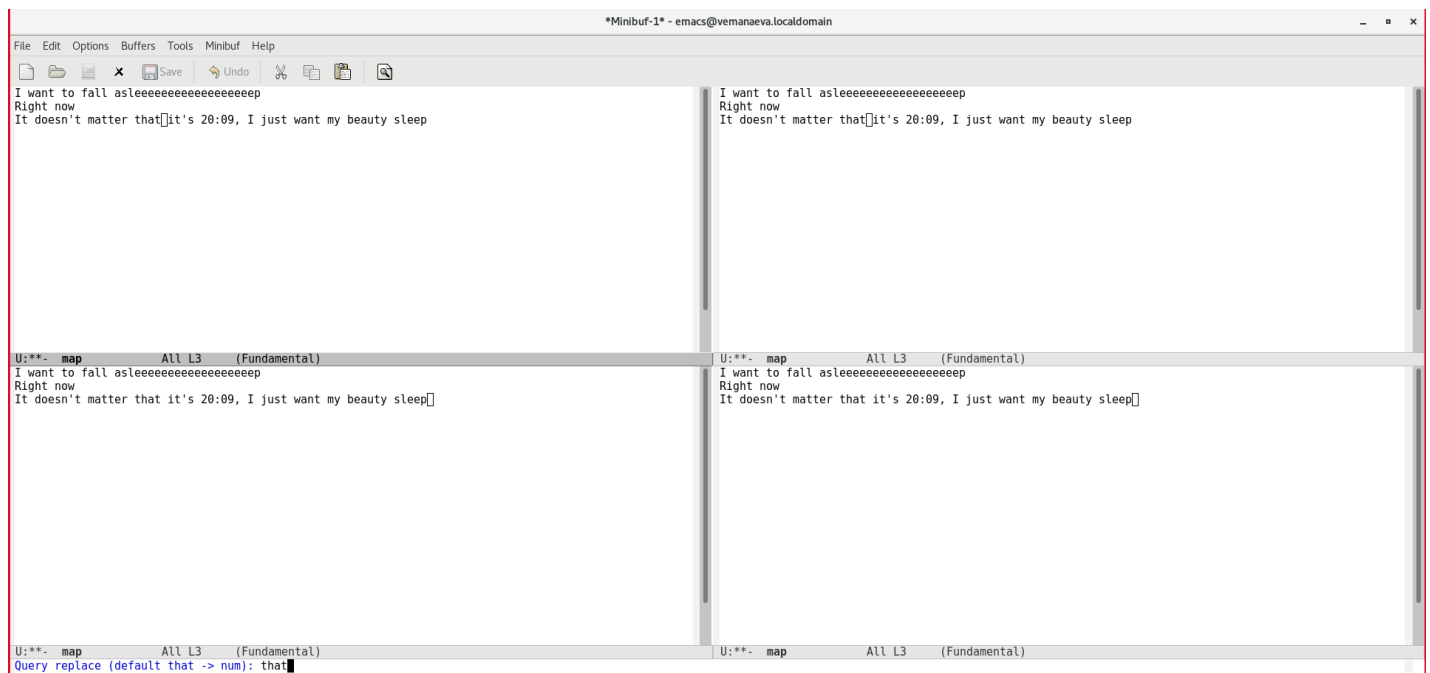 *Minibuf-1* - emacs@vemanaeva.localdomain
File Edit Options Buffers Tools Minibuf Help
Save Undo
I want to fall asleeeeeeeeeeeeeeeeeep
Right now
It doesn't matter that it's 20:09, I just want my beauty sleep
U:**- map All L3 (Fundamental)
I want to fall asleeeeeeeeeeeeeeeeeep
Right now
It doesn't matter that it's 20:09, I just want my beauty sleep
U:**- map All L3 (Fundamental)
I want to fall asleeeeeeeeeeeeeeeeeep
Right now
It doesn't matter that it's 20:09, I just want my beauty sleep
U:**- map All L3 (Fundamental)
I want to fall asleeeeeeeeeeeeeeeeeep
Right now
It doesn't matter that it's 20:09, I just want my beauty sleep
U:**- map All L3 (Fundamental)
Query replace (default that -> num): that